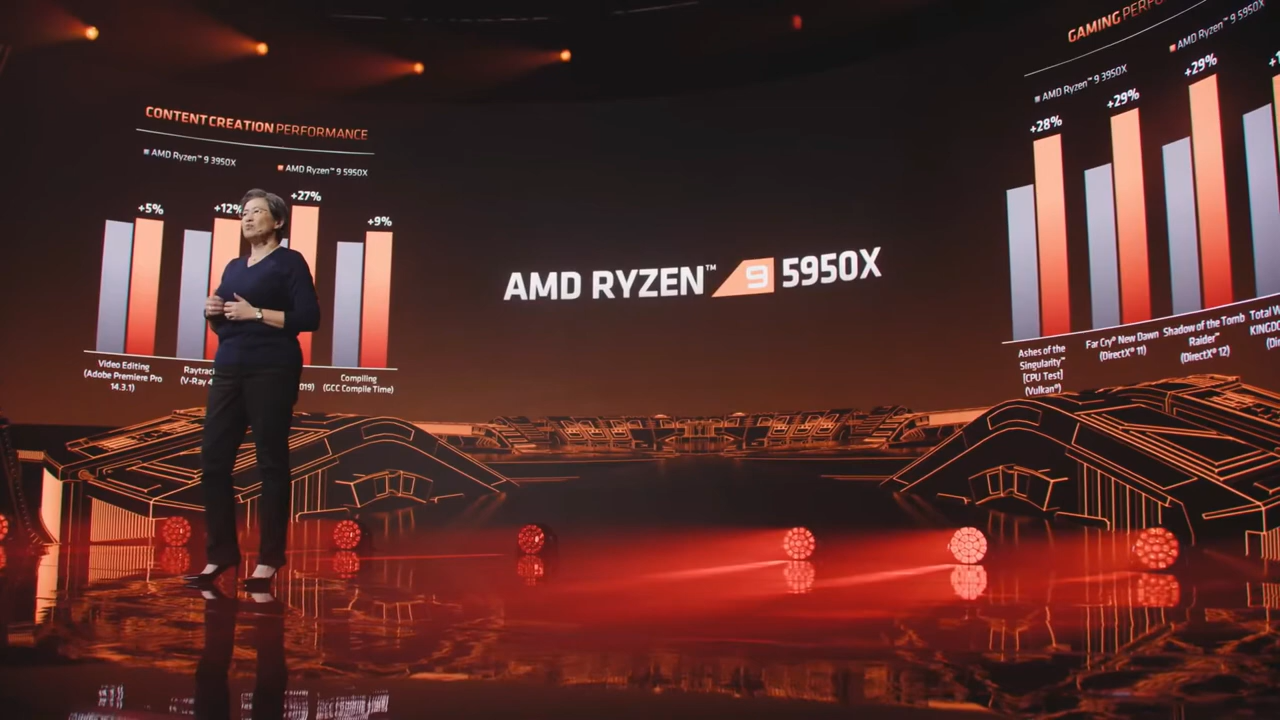 CONTENT CREATION PERFORMANCE
AMD Ryzen™ 9 3950X
AMD Ryzen™ 9 5950X
+5%
+12%
+27%
+9%
Video Editing
(Adobe Premiere Pro
14.3.1)
(V-Ray
Compiling
(GCC Compile Time)
AMD RYZEN™ 9 5950X
GAMING
AMD Ryzen™ 9 3950X
AMD Ryzen™ 9 5950X
+28%
+29%
+29%
Ashes of the
Singularity™
[CPU Test]
(Vulkan®)
Far Cry® New Dawn
(DirectX® 11)
Shadow of the Tomb
Raider™
(DirectX® 12)
Total